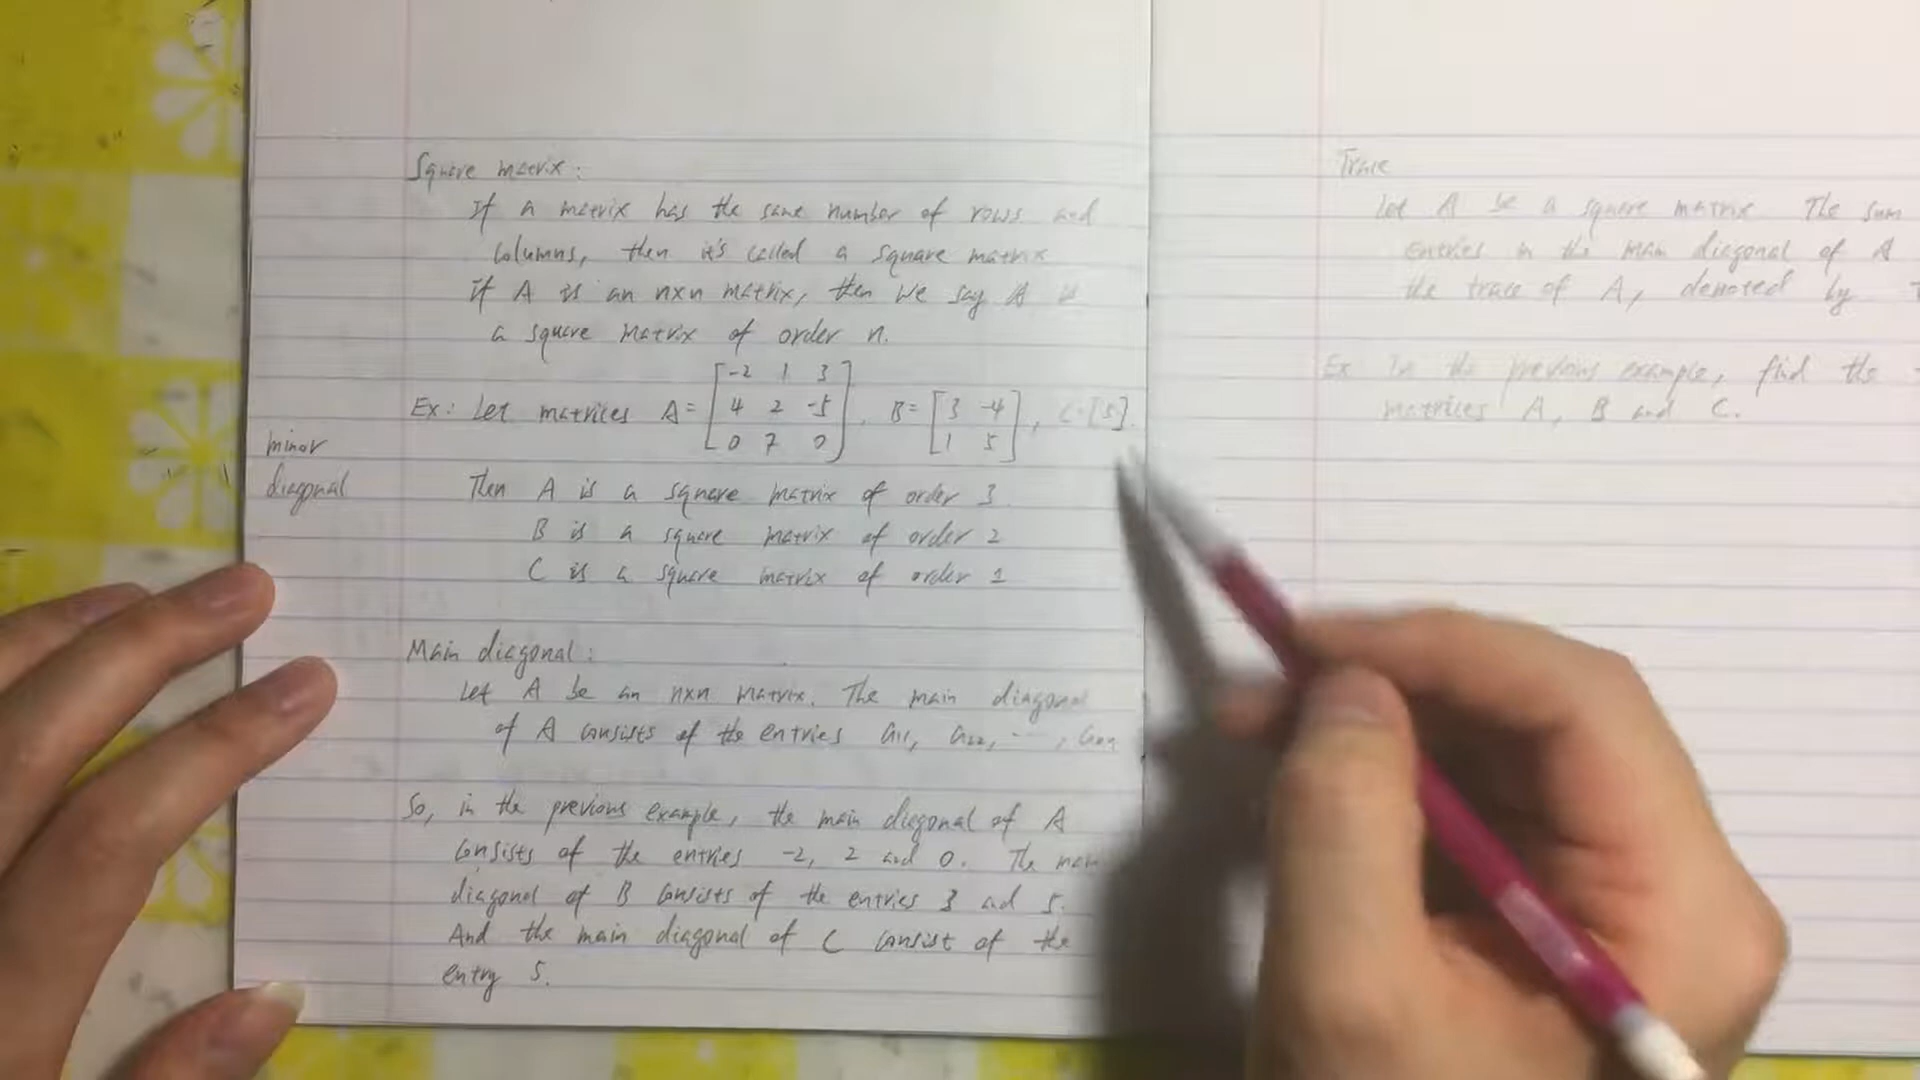 Square matrix:
If a matrix has the same number of rows and
columns, then it's called a square matrix
If A is an nxn matrix, then we say A is
a square matrix of order n.
Ex: Let matrices A = [-2 1 3
4 2 -5
0 7 0], B = [3 -4
1 5], C = [5].
minor
diagonal
Then A is a square matrix of order 3
B is a square matrix of order 2
C is a square matrix of order 1
Main diagonal:
Let A be an nxn matrix. The main diagonal
of A consists of the entries a11, a22, ..., ann
So, in the previous example, the main diagonal of A
consists of the entries -2, 2 and 0. The main
diagonal of B consists of the entries 3 and 5.
And the main diagonal of C consist of the
entry 5.
Trace
Let A be a square matrix. The sum
entries in the main diagonal of A
the trace of A, denoted by
Ex In the previous example, find the
matrices A, B and C.